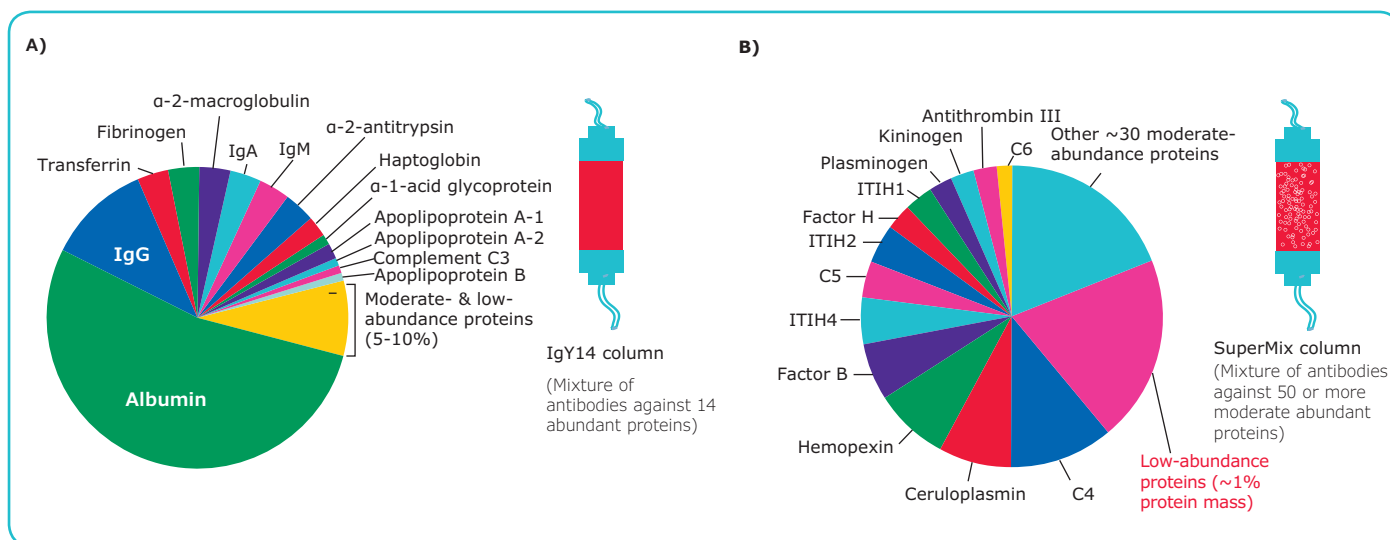 A)
α-2-macroglobulin
Fibrinogen
Transferrin
IgA
IgM
α-2-antitrypsin
Haptoglobin
α-1-acid glycoprotein
Apoplipoprotein A-1
Apoplipoprotein A-2
Complement C3
Apoplipoprotein B
Moderate- & low-
abundance proteins
(5-10%)
IgG
Albumin
IgY14 column
(Mixture of
antibodies against 14
abundant proteins)
B)
Antithrombin III
Kininogen
C6
Plasminogen
ITIH1
Factor H
ITIH2
C5
ITIH4
Factor B
Hemopexin
Ceruloplasmin
C4
Other ~30 moderate-
abundance proteins
Low-abundance
proteins (~1%
protein mass)
SuperMix column
(Mixture of antibodies
against 50 or more
moderate abundant
proteins)